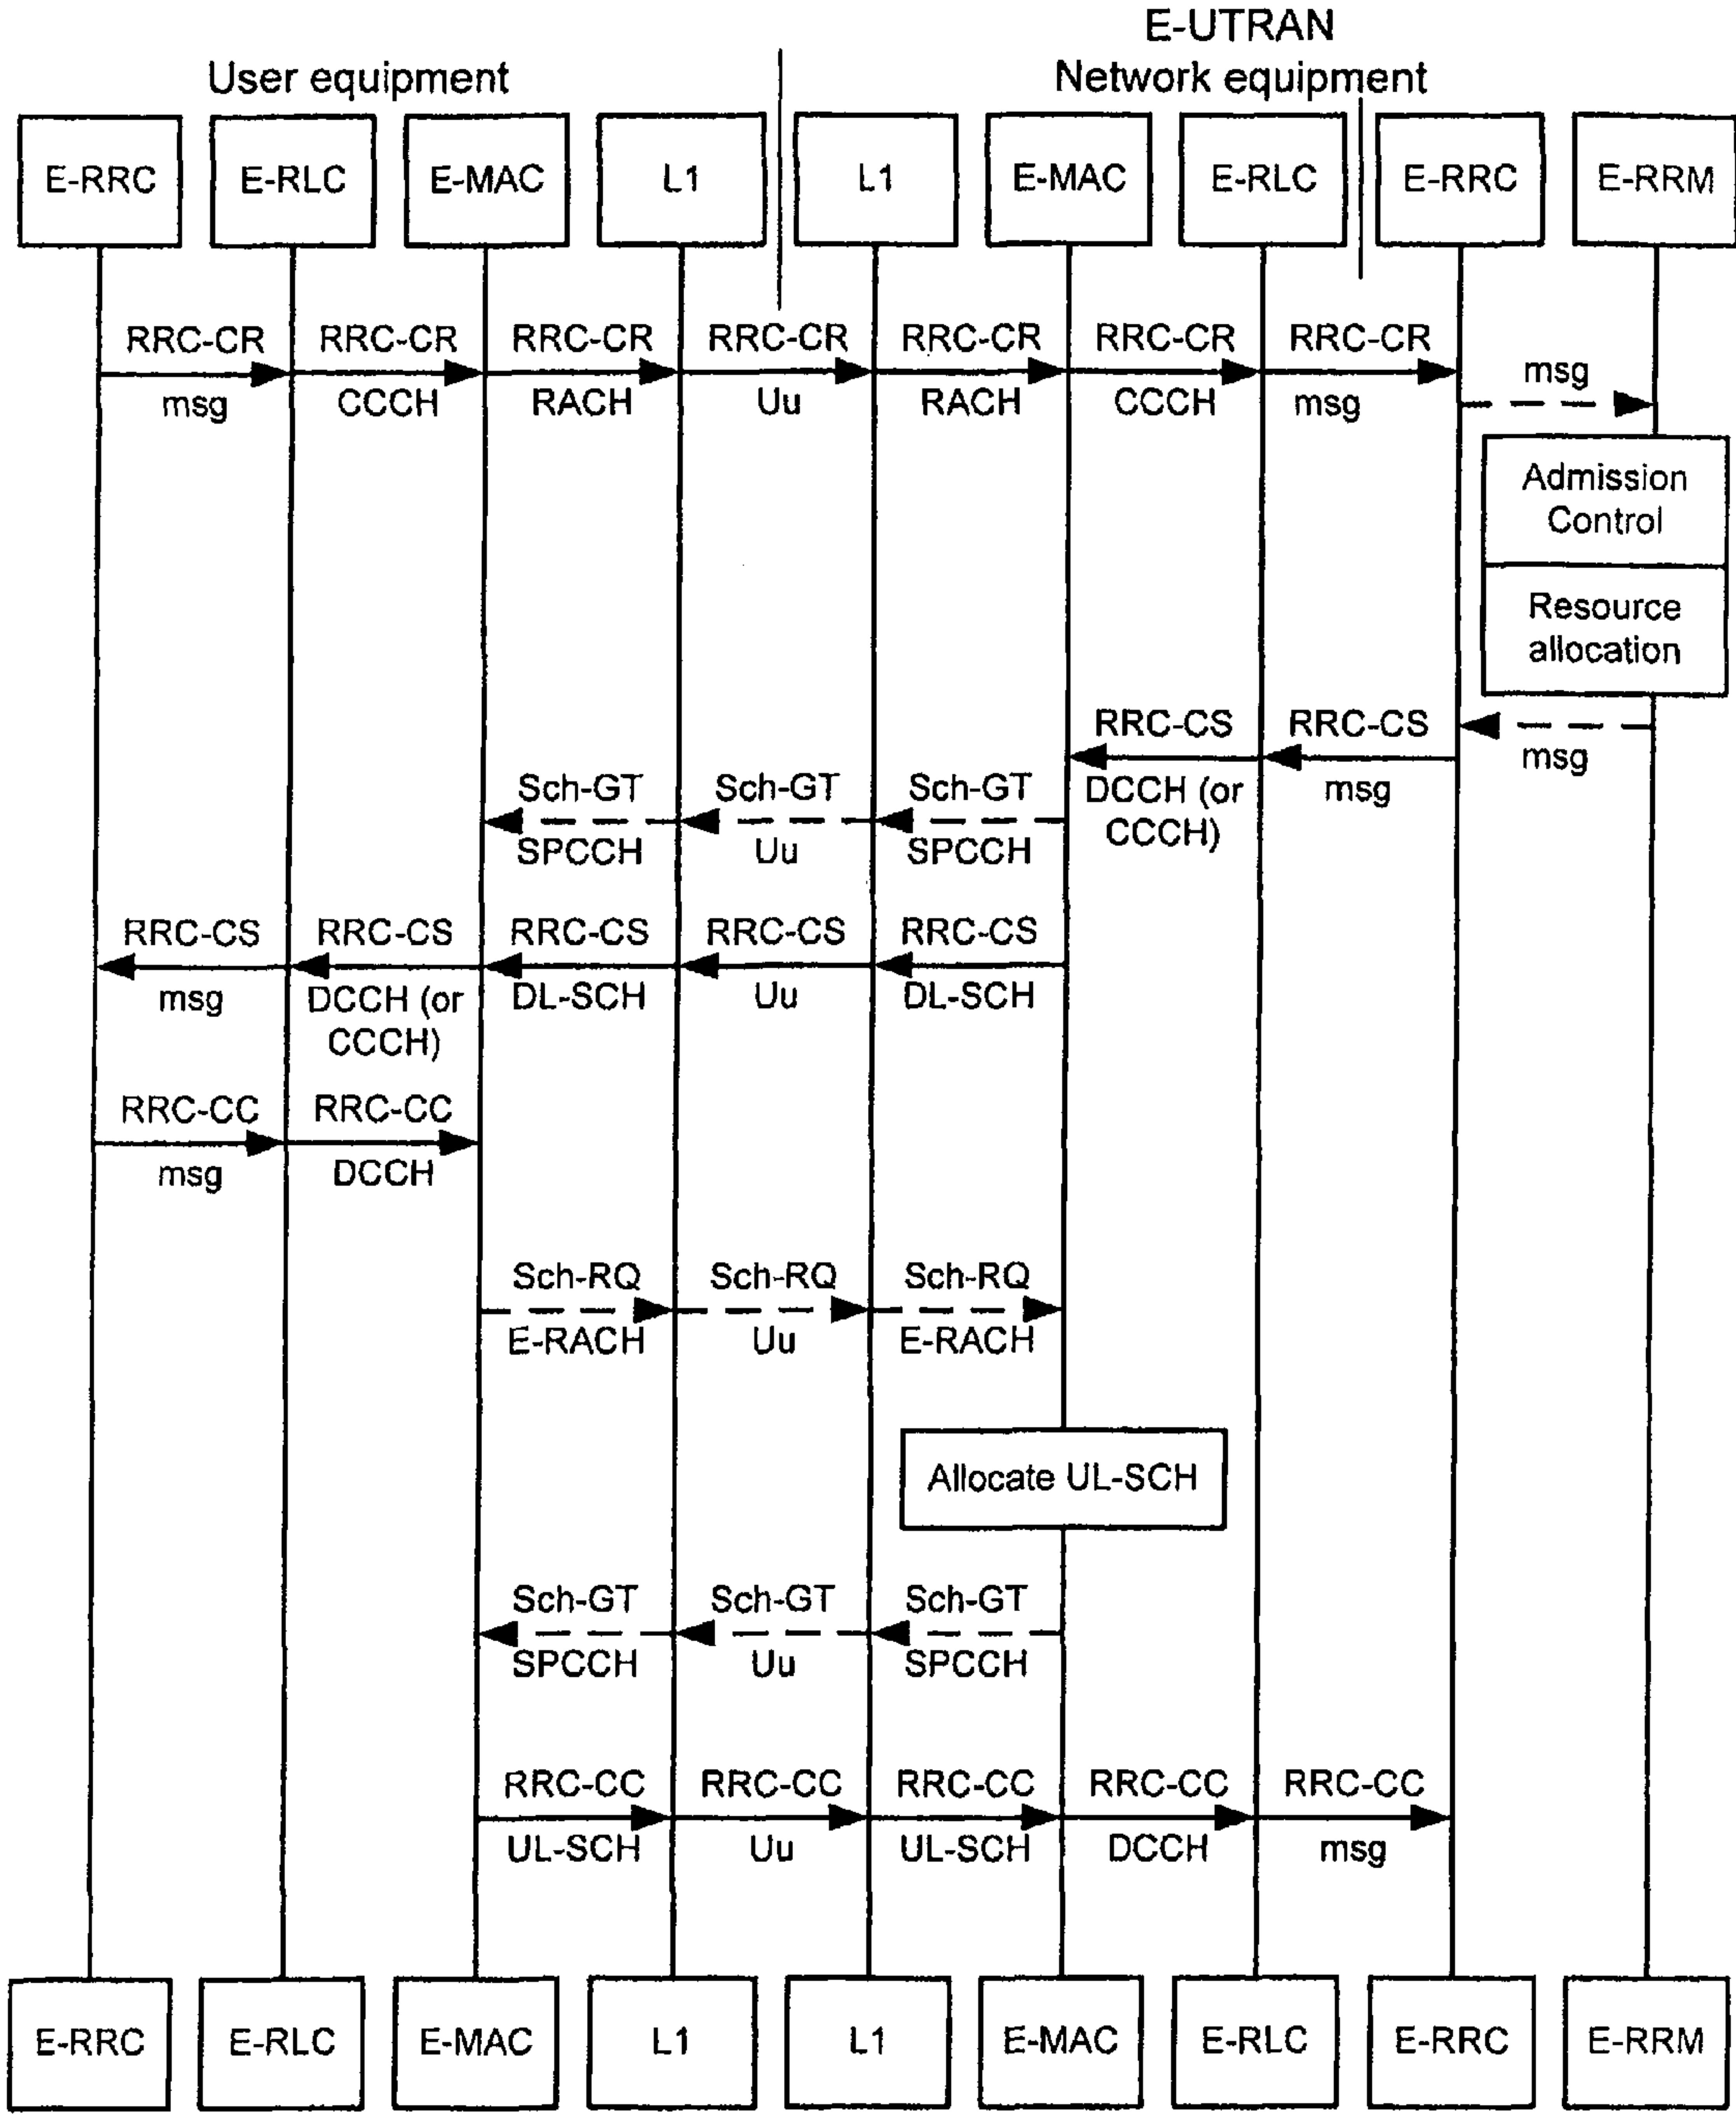 E-UTRAN
User equipment
Network equipment
E-RRC E-RLC E-MAC L1 L1 E-MAC E-RLC E-RRC E-RRM
RRC-CR RRC-CR RRC-CR RRC-CR RRC-CR RRC-CR RRC-CR
msg CCCH RACH Uu RACH CCCH msg
msg
Admission
Control
Resource
allocation
RRC-CS RRC-CS
DCCH (or
CCCH)
msg
msg
Sch-GT Sch-GT Sch-GT
SPCCH Uu SPCCH
RRC-CS RRC-CS RRC-CS RRC-CS RRC-CS
msg DCCH (or DL-SCH Uu DL-SCH
CCCH)
RRC-CC RRC-CC
msg DCCH
Sch-RQ Sch-RQ Sch-RQ
E-RACH Uu E-RACH
Allocate UL-SCH
Sch-GT Sch-GT Sch-GT
SPCCH Uu SPCCH
RRC-CC RRC-CC RRC-CC RRC-CC RRC-CC
UL-SCH Uu UL-SCH DCCH msg
E-RRC E-RLC E-MAC L1 L1 E-MAC E-RLC E-RRC E-RRM